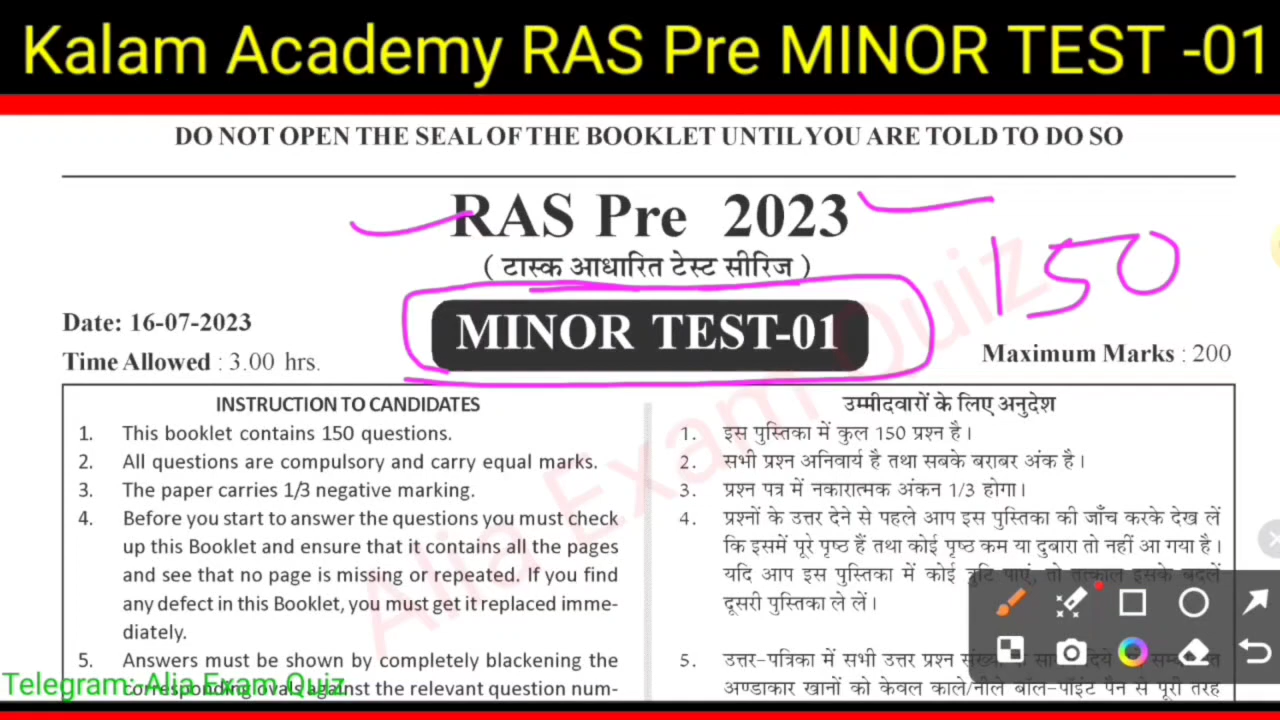 Kalam Academy RAS Pre MINOR TEST -01
DO NOT OPEN THE SEAL OF THE BOOKLET UNTIL YOU ARE TOLD TO DO SO
RAS Pre 2023
( टास्क आधारित टेस्ट सीरिज )
150
MINOR TEST-01
Date: 16-07-2023
Time Allowed : 3.00 hrs.
Maximum Marks : 200
INSTRUCTION TO CANDIDATES
1. This booklet contains 150 questions.
2. All questions are compulsory and carry equal marks.
3. The paper carries 1/3 negative marking.
4. Before you start to answer the questions you must check
up this Booklet and ensure that it contains all the pages
and see that no page is missing or repeated. If you find
any defect in this Booklet, you must get it replaced imme-
diately.
5. Answers must be shown by completely blackening the
corresponding ovals against the relevant question num-
उम्मीदवारों के लिए अनुदेश
1. इस पुस्तिका में कुल 150 प्रश्न है।
2. सभी प्रश्न अनिवार्य है तथा सबके बराबर अंक है।
3. प्रश्न पत्र में नकारात्मक अंकन 1/3 होगा।
4. प्रश्नों के उत्तर देने से पहले आप इस पुस्तिका की जाँच करके देख लें
कि इसमें पूरे पृष्ठ हैं तथा कोई पृष्ठ कम या दुबारा तो नहीं आ गया है।
यदि आप इस पुस्तिका में कोई त्रुटि पाएं, तो तत्काल इसके बदलें
दूसरी पुस्तिका ले लें।
5. उत्तर-पत्रिका में सभी उत्तर प्रश्न
अण्डाकार खानों को केवल काले/नीले बॉल-पॉइंट पैन से पूरी तरह
Alia Exam Quiz
Telegram: Alia Exam Quiz